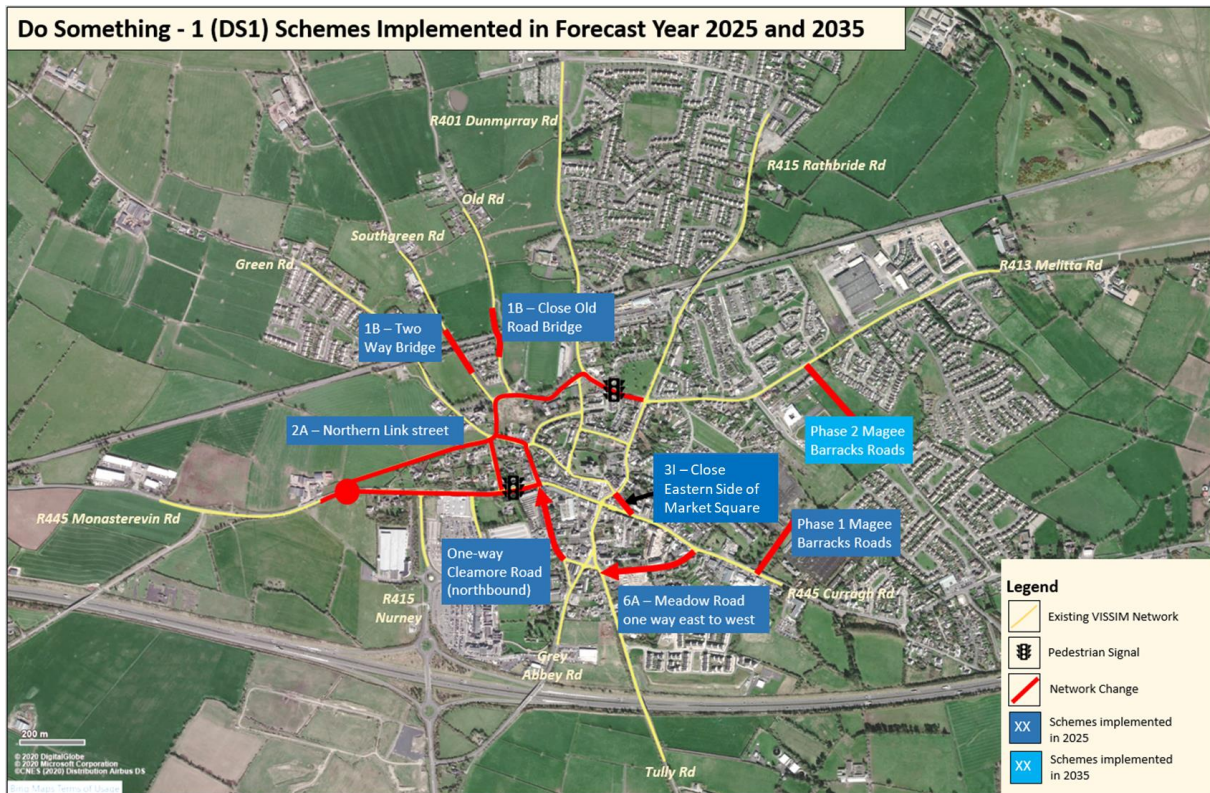 Do Something - 1 (DS1) Schemes Implemented in Forecast Year 2025 and 2035
R401 Dunmurray Rd
R415 Rathbride Rd
Old Rd
Southgreen Rd
Green Rd
R413 Melitta Rd
1B – Close Old
Road Bridge
1B – Two
Way Bridge
2A – Northern Link street
Phase 2 Magee
Barracks Roads
3I – Close
Eastern Side of
Market Square
R445 Monasterevin Rd
Phase 1 Magee
Barracks Roads
One-way
Cleamore Road
(northbound)
R415
Nurney
6A – Meadow Road
one way east to west
R445 Curragh Rd
Grey
Abbey Rd
Tully Rd
Legend
Existing VISSIM Network
Pedestrian Signal
Network Change
XX
Schemes implemented
in 2025
XX
Schemes implemented
in 2035
200 m
© 2020 DigitalGlobe
© 2020 Microsoft Corporation
©CNES (2020) Distribution Airbus DS
Bing Maps Terms of Usage